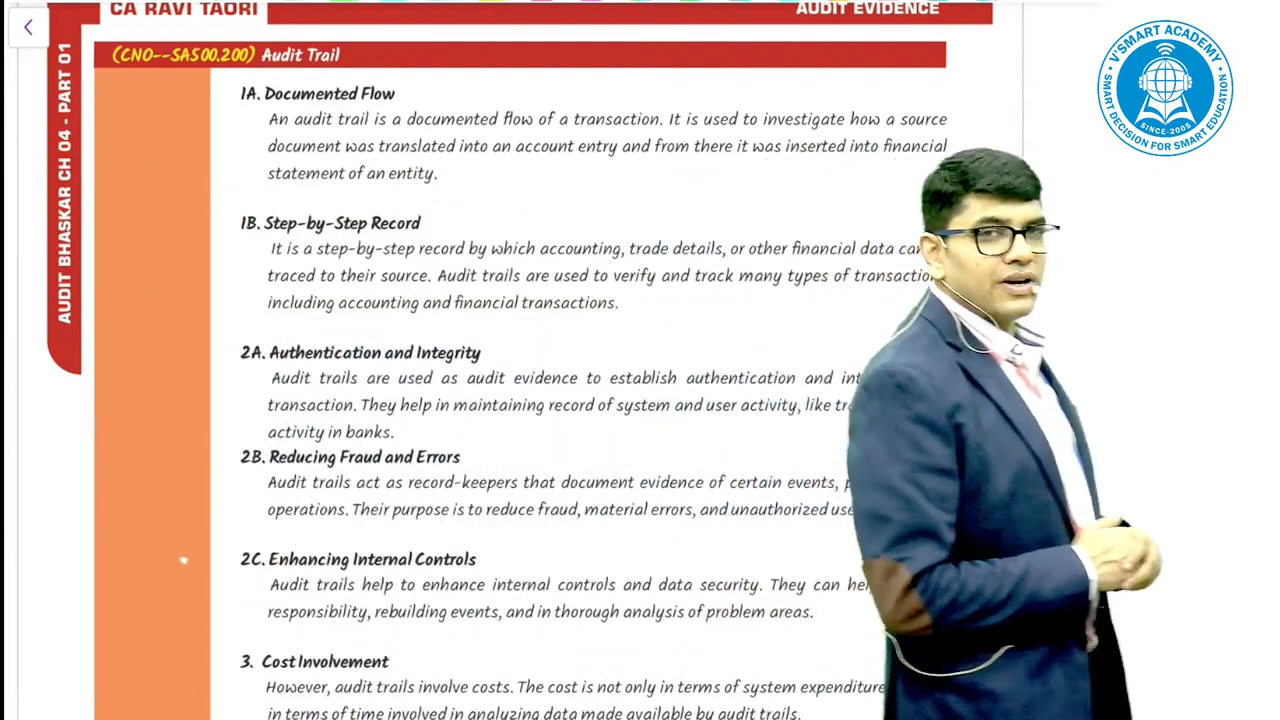 CA RAVI TAORI
AUDIT EVIDENCE
AUDIT BHASKAR CH 04 - PART 01
(CNO--SA500.200) Audit Trail
1A. Documented Flow
An audit trail is a documented flow of a transaction. It is used to investigate how a source
document was translated into an account entry and from there it was inserted into financial
statement of an entity.
1B. Step-by-Step Record
It is a step-by-step record by which accounting, trade details, or other financial data can
traced to their source. Audit trails are used to verify and track many types of
including accounting and financial transactions.
2A. Authentication and Integrity
Audit trails are used as audit evidence to establish authentication and
transaction. They help in maintaining record of system and user activity, like
activity in banks.
2B. Reducing Fraud and Errors
Audit trails act as record-keepers that document evidence of certain events,
operations. Their purpose is to reduce fraud, material errors, and unauthorized use
2C. Enhancing Internal Controls
Audit trails help to enhance internal controls and data security. They can
responsibility, rebuilding events, and in thorough analysis of problem areas.
3. Cost Involvement
However, audit trails involve costs. The cost is not only in terms of system expenditure
in terms of time involved in analyzing data made available by audit trails.
V'SMART ACADEMY
SINCE-2005
SMART DECISION FOR SMART EDUCATION